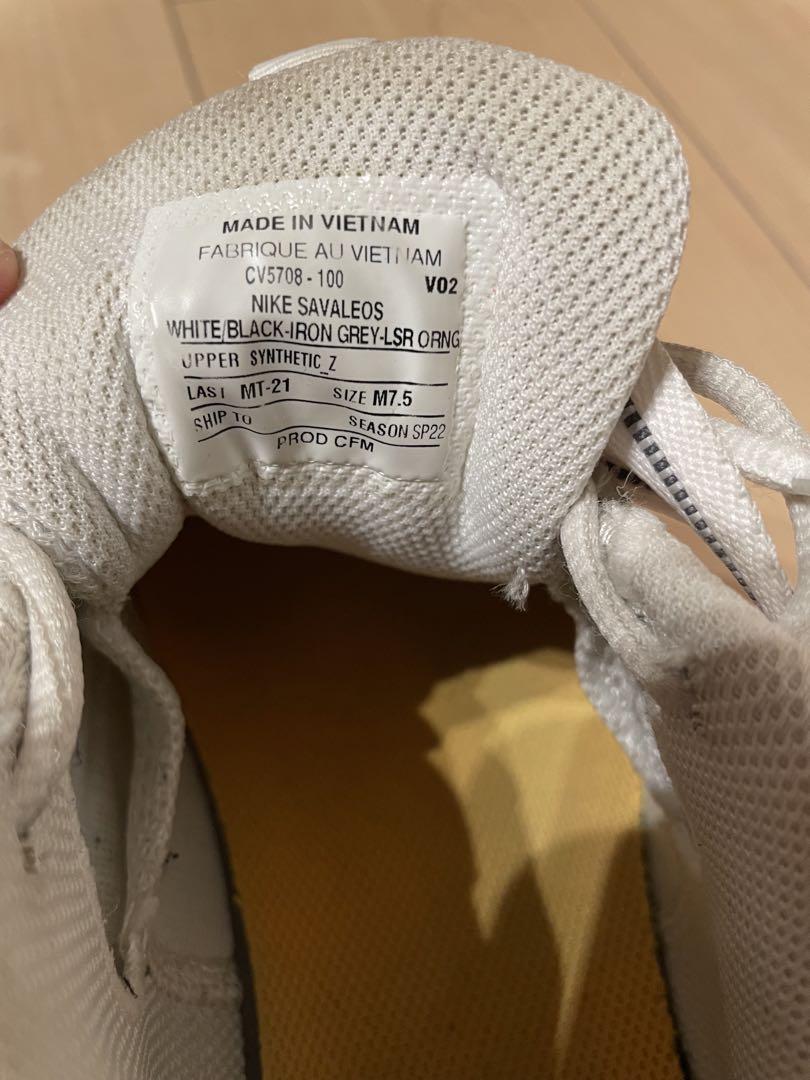 MADE IN VIETNAM
FABRIQUE AU VIETNAM
CV5708 - 100 V02
NIKE SAVALEOS
WHITE/BLACK-IRON GREY-LSR ORNG
UPPER SYNTHETIC_Z
LAST MT-21 SIZE M7.5
SHIP TO SEASON SP22
PROD CFM